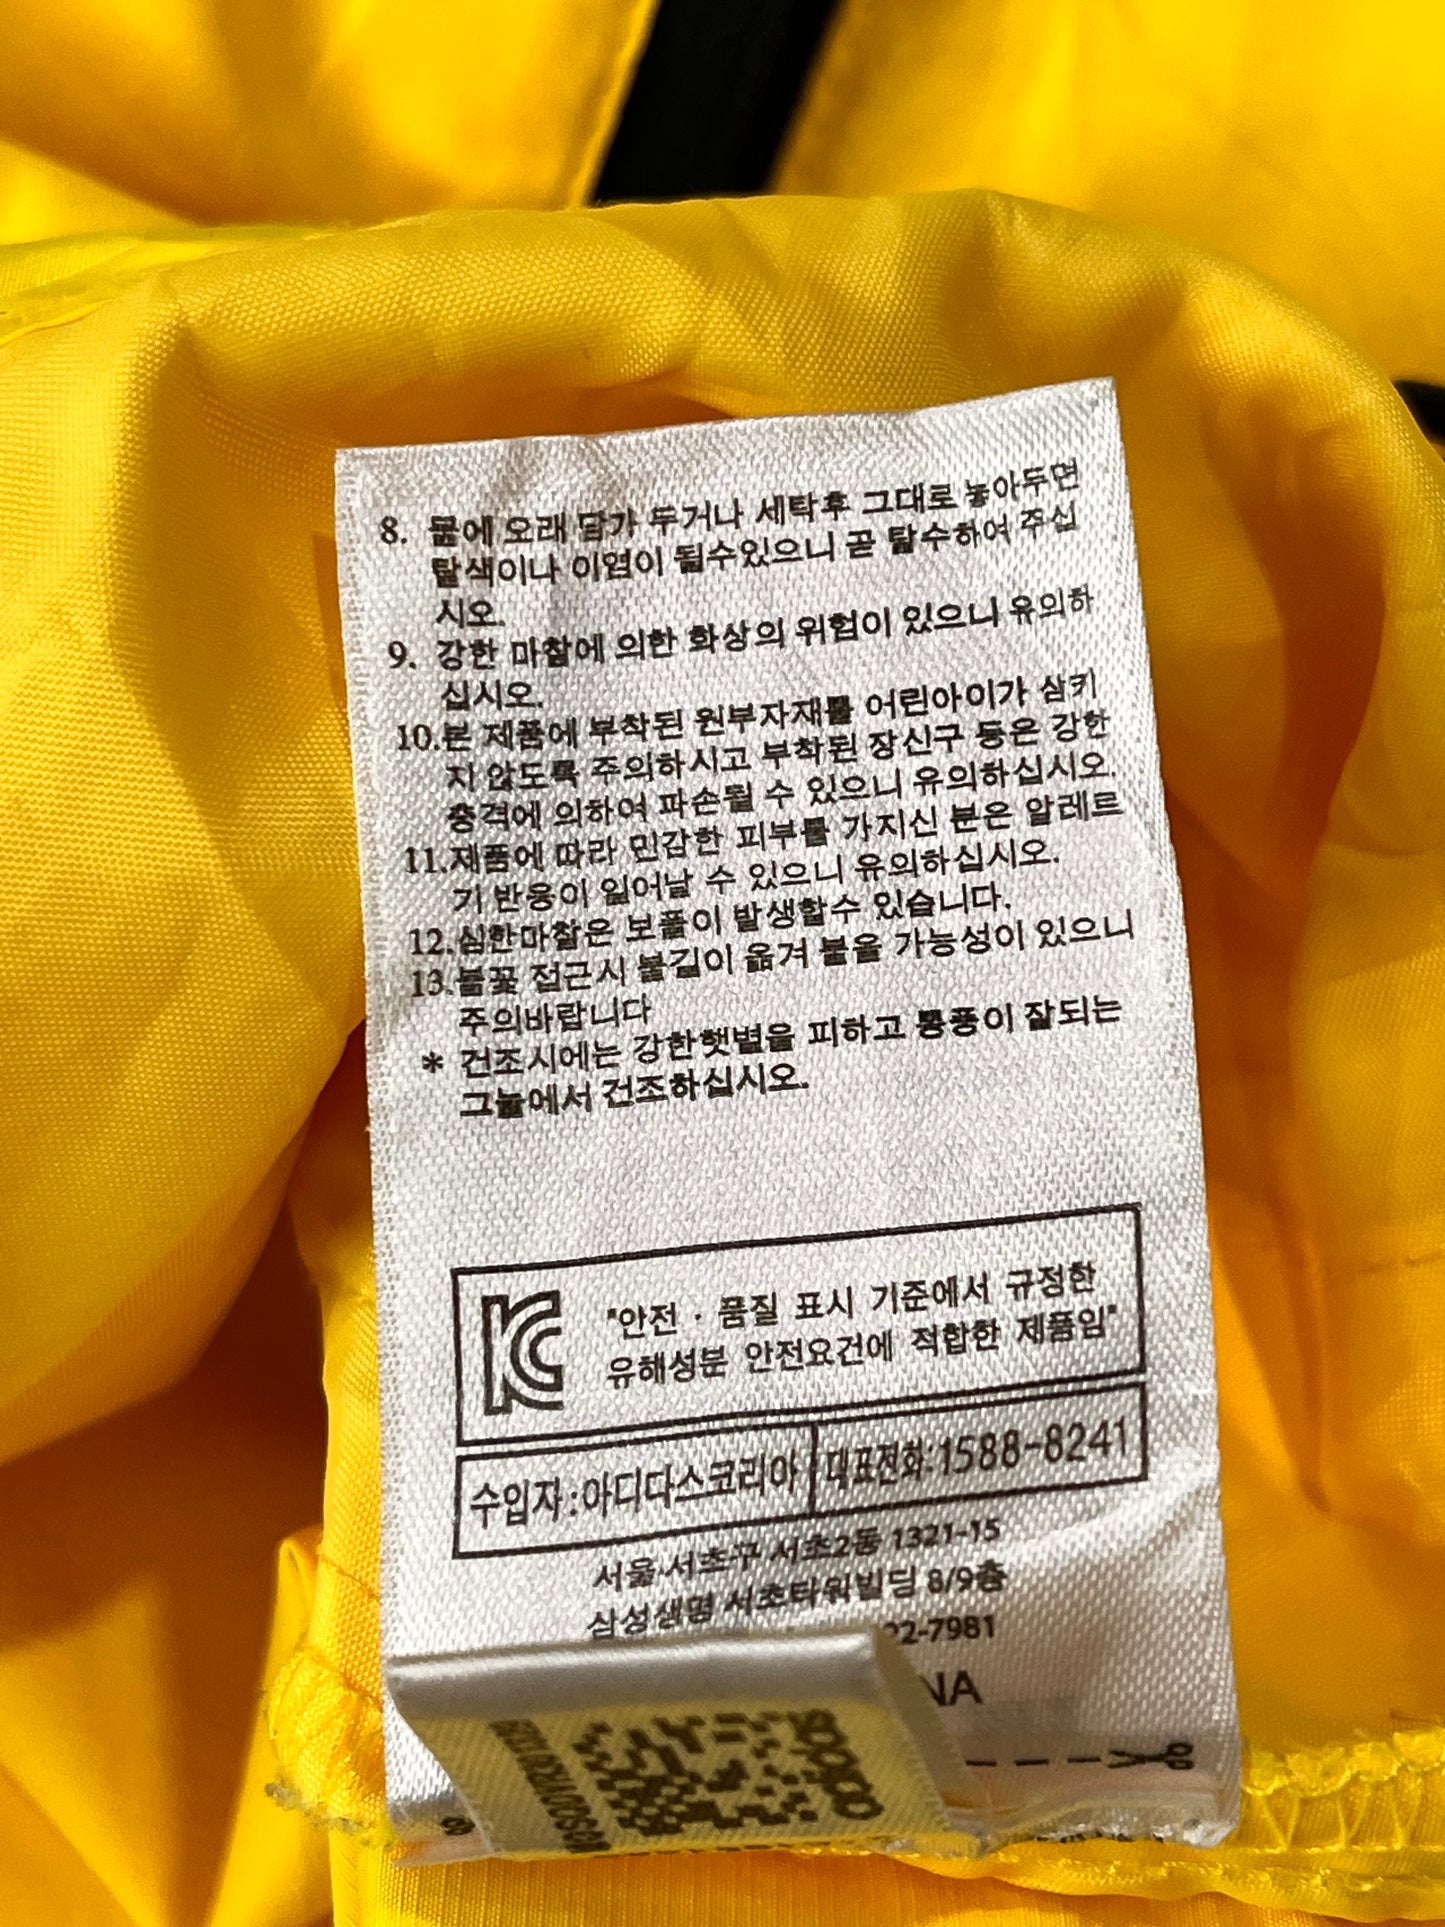 8. 물에 오래 담가 두거나 세탁후 그대로 놓아두면
탈색이나 이염이 될수있으니 곧 탈수하여 주십
시오.
9. 강한 마찰에 의한 화상의 위험이 있으니 유의하
십시오.
10.본 제품에 부착된 원부자재를 어린아이가 삼키
지 않도록 주의하시고 부착된 장신구 등은 강한
충격에 의하여 파손될 수 있으니 유의하십시오.
11.제품에 따라 민감한 피부를 가지신 분은 알레르
기 반응이 일어날 수 있으니 유의하십시오.
12.심한마찰은 보풀이 발생할수 있습니다.
13.불꽃 접근시 불길이 옮겨 붙을 가능성이 있으니
주의바랍니다
* 건조시에는 강한햇볕을 피하고 통풍이 잘되는
그늘에서 건조하십시오.
"안전 · 품질 표시 기준에서 규정한
유해성분 안전요건에 적합한 제품임"
수입자:아디다스코리아 대표전화:1588-8241
서울 서초구 서초2동 1321-15
삼성생명 서초타워빌딩 8/9층
22-7981
NA
adidas